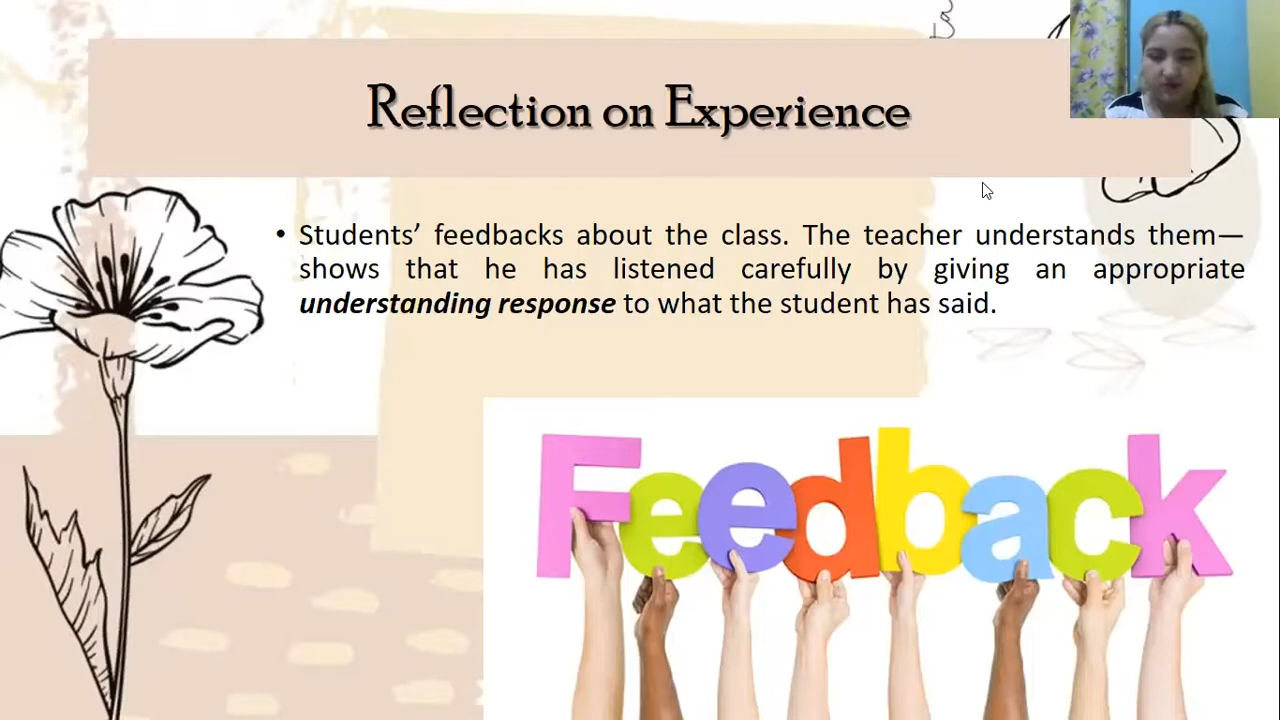 Reflection on Experience
• Students’ feedbacks about the class. The teacher understands them—
shows that he has listened carefully by giving an appropriate
understanding response to what the student has said.
Feedback